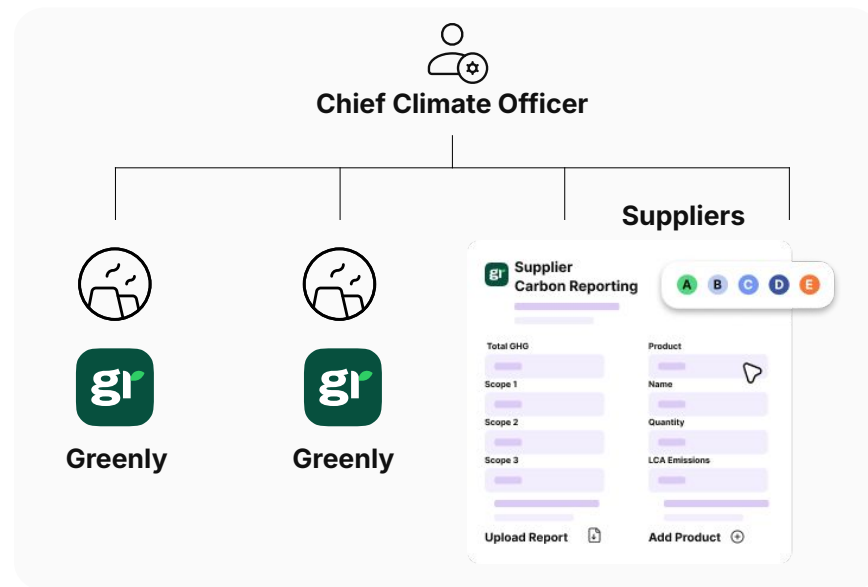 Chief Climate Officer
Suppliers
gr
Supplier
Carbon Reporting
A B C D E
Total GHG
Product
Scope 1
Name
Scope 2
Quantity
Scope 3
LCA Emissions
Upload Report
Add Product
gr
Greenly
gr
Greenly